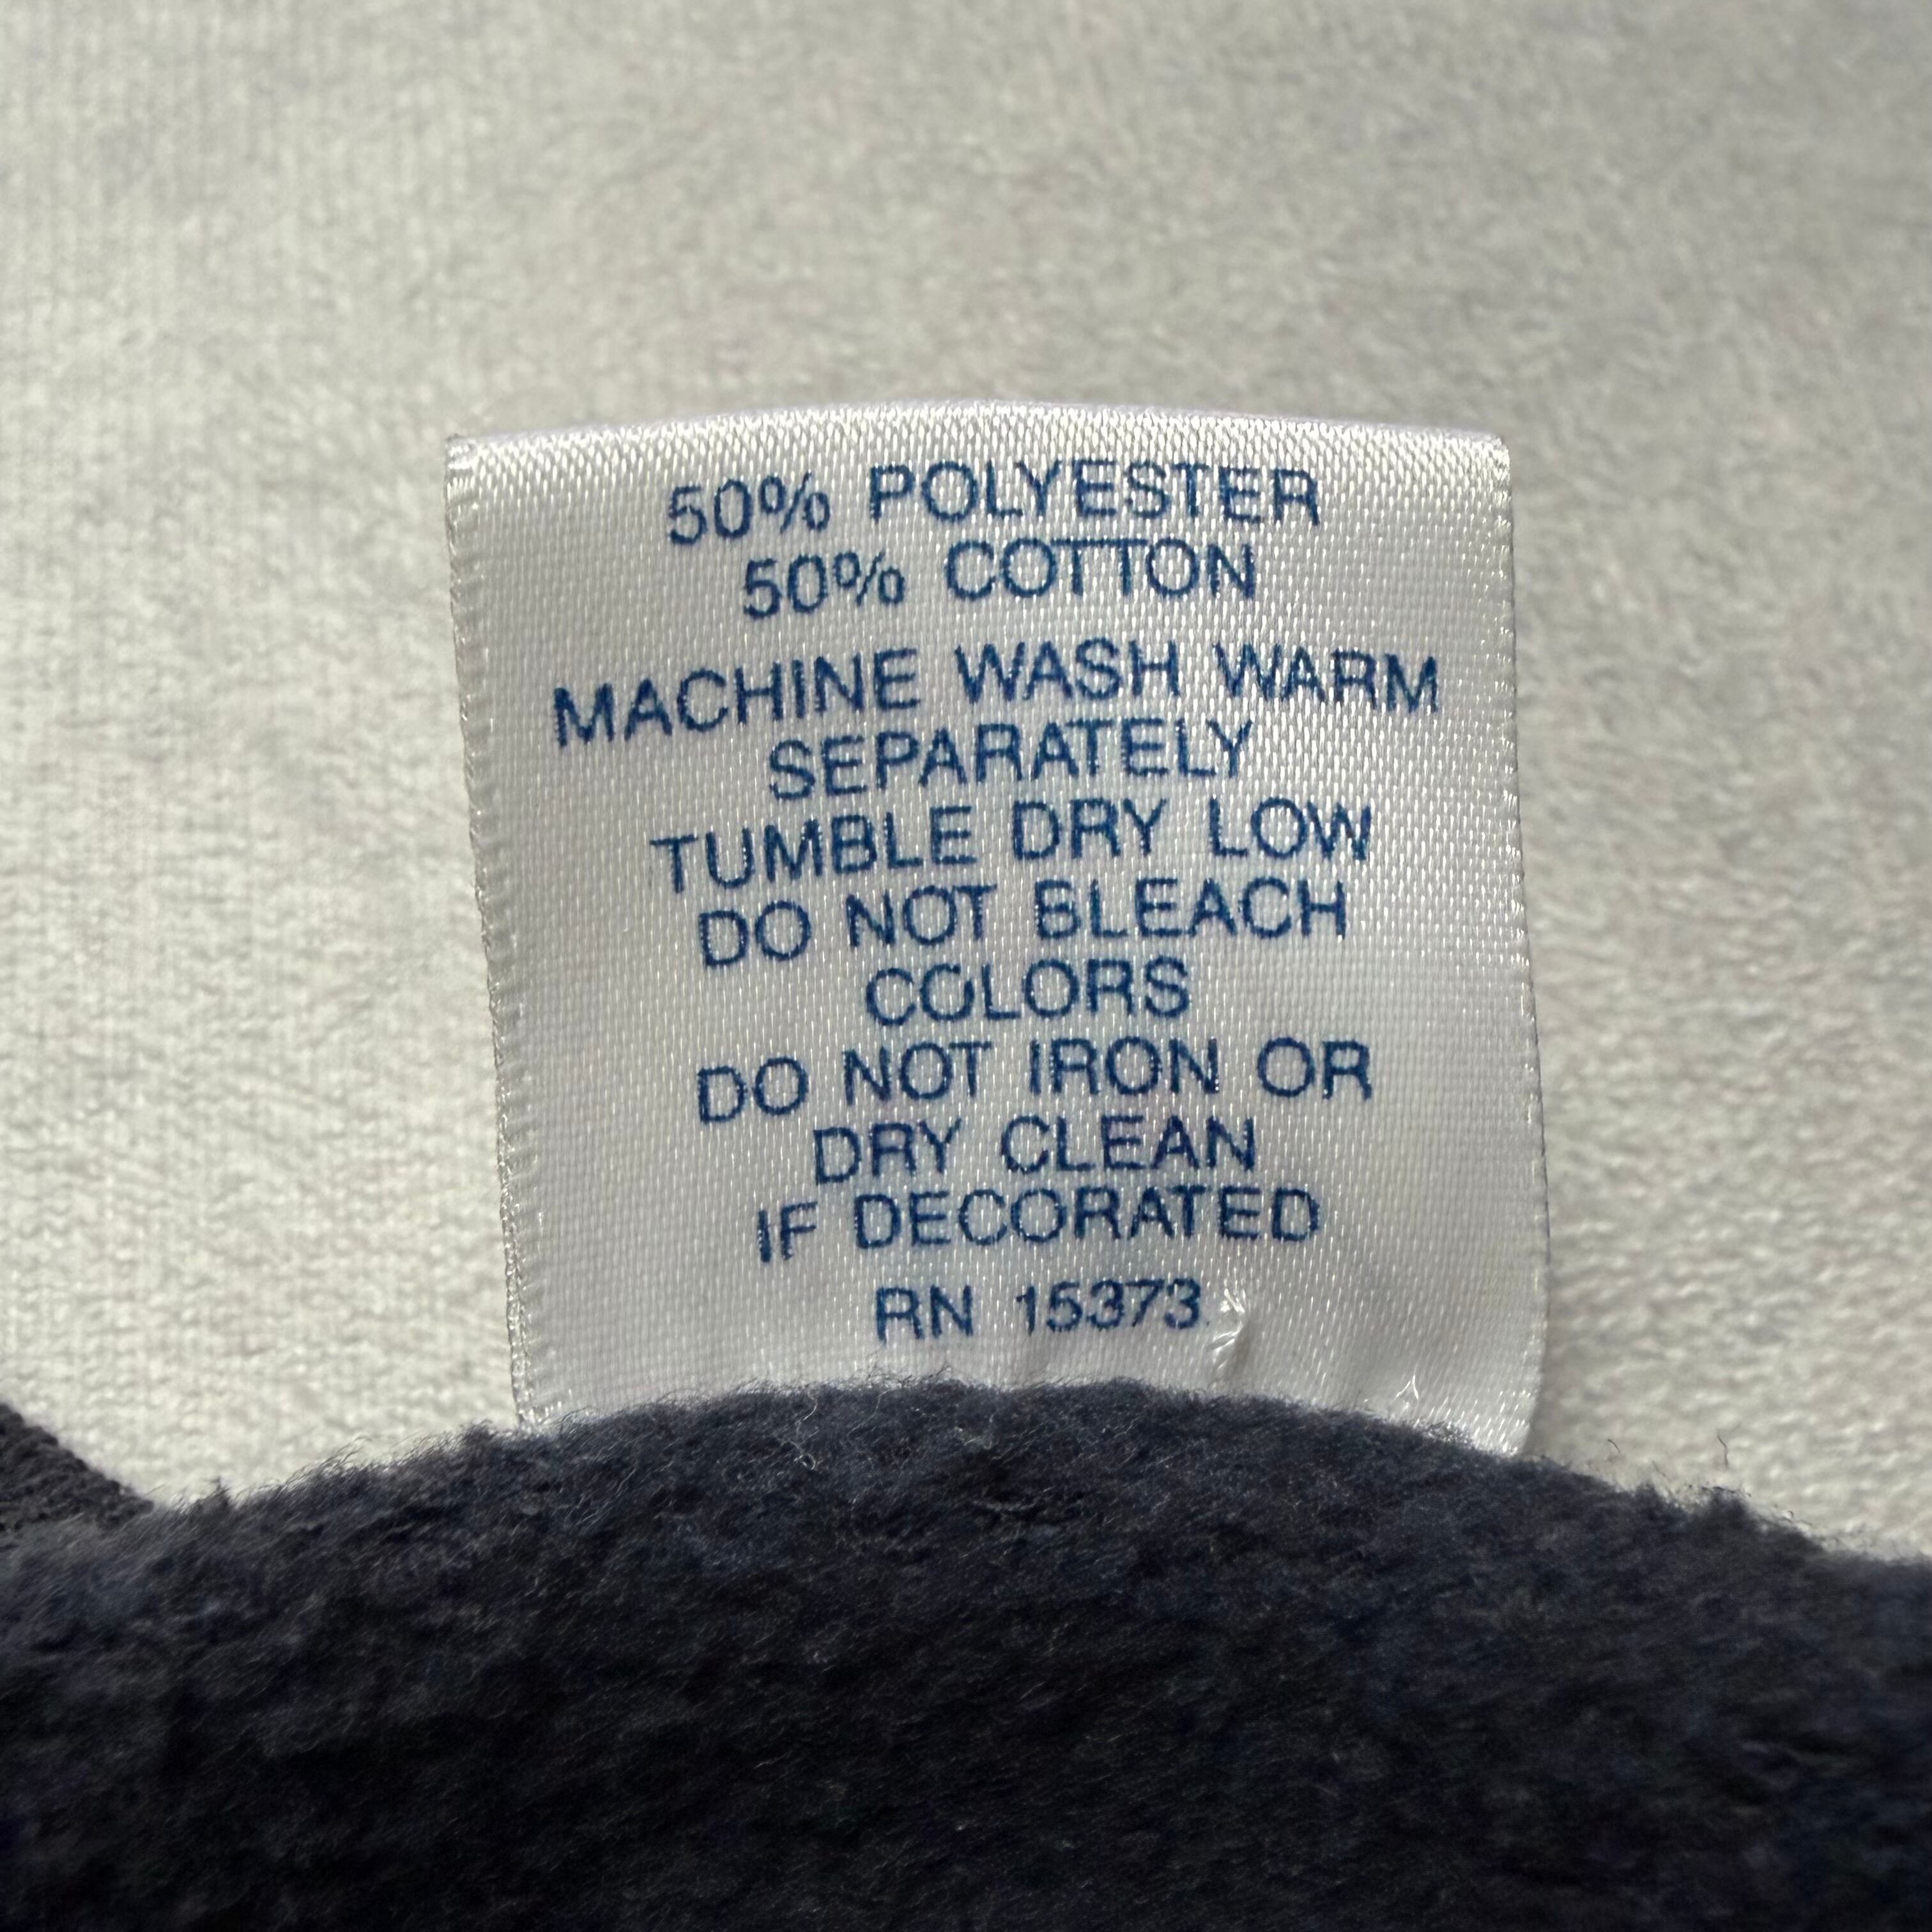 50% POLYESTER
50% COTTON
MACHINE WASH WARM
SEPARATELY
TUMBLE DRY LOW
DO NOT BLEACH
COLORS
DO NOT IRON OR
DRY CLEAN
IF DECORATED
RN 15373